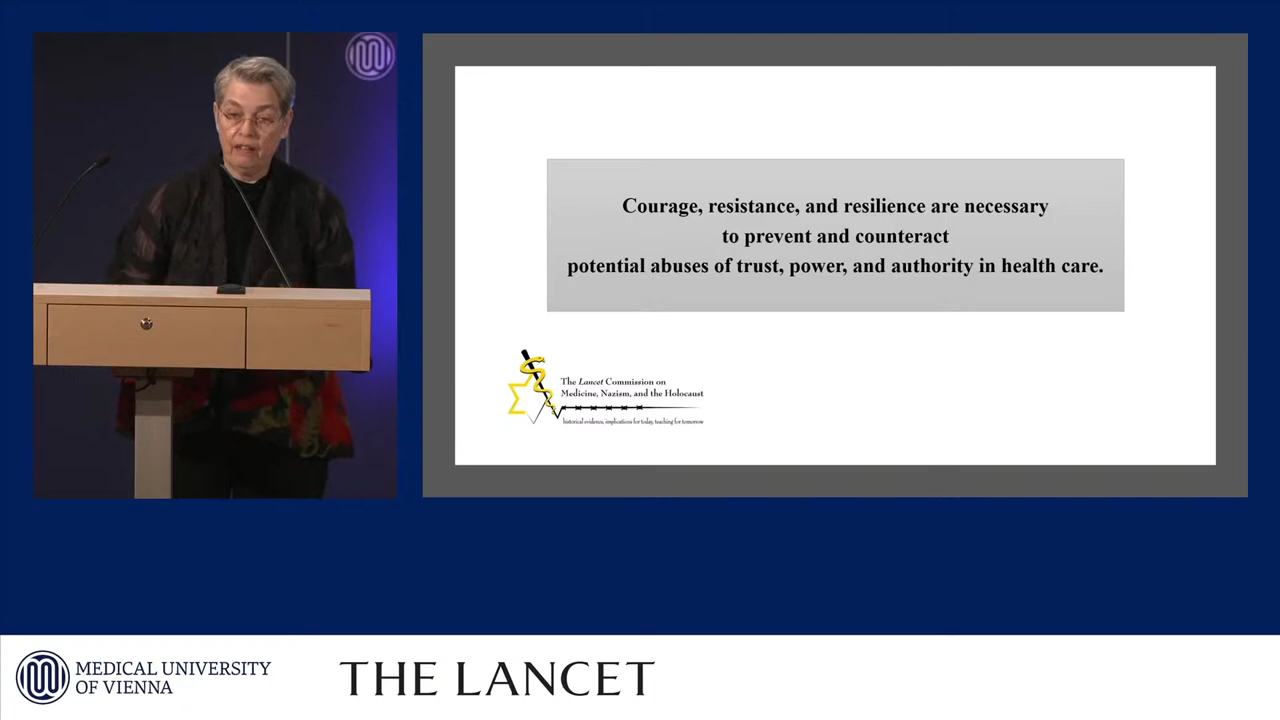 Courage, resistance, and resilience are necessary
to prevent and counteract
potential abuses of trust, power, and authority in health care.
The Lancet Commission on
Medicine, Nazism, and the Holocaust
historical evidence, implications for today, teaching for tomorrow
MEDICAL UNIVERSITY
OF VIENNA
THE LANCET